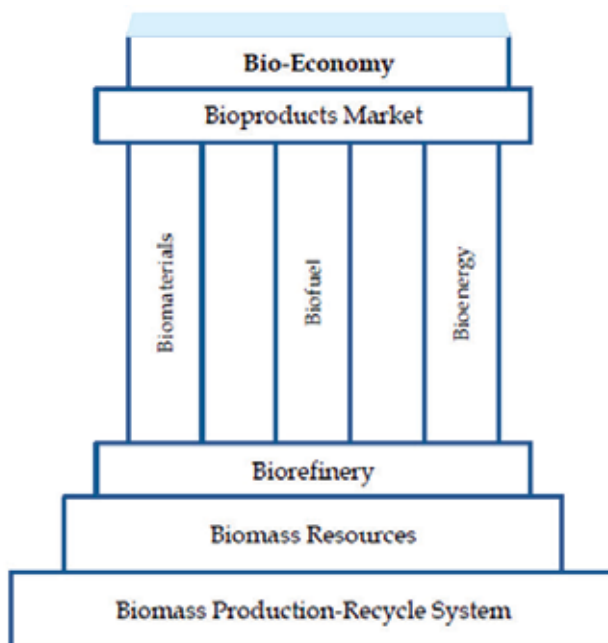 Bio-Economy
Bioproducts Market
Biomaterials
Biofuel
Bioenergy
Biorefinery
Biomass Resources
Biomass Production-Recycle System